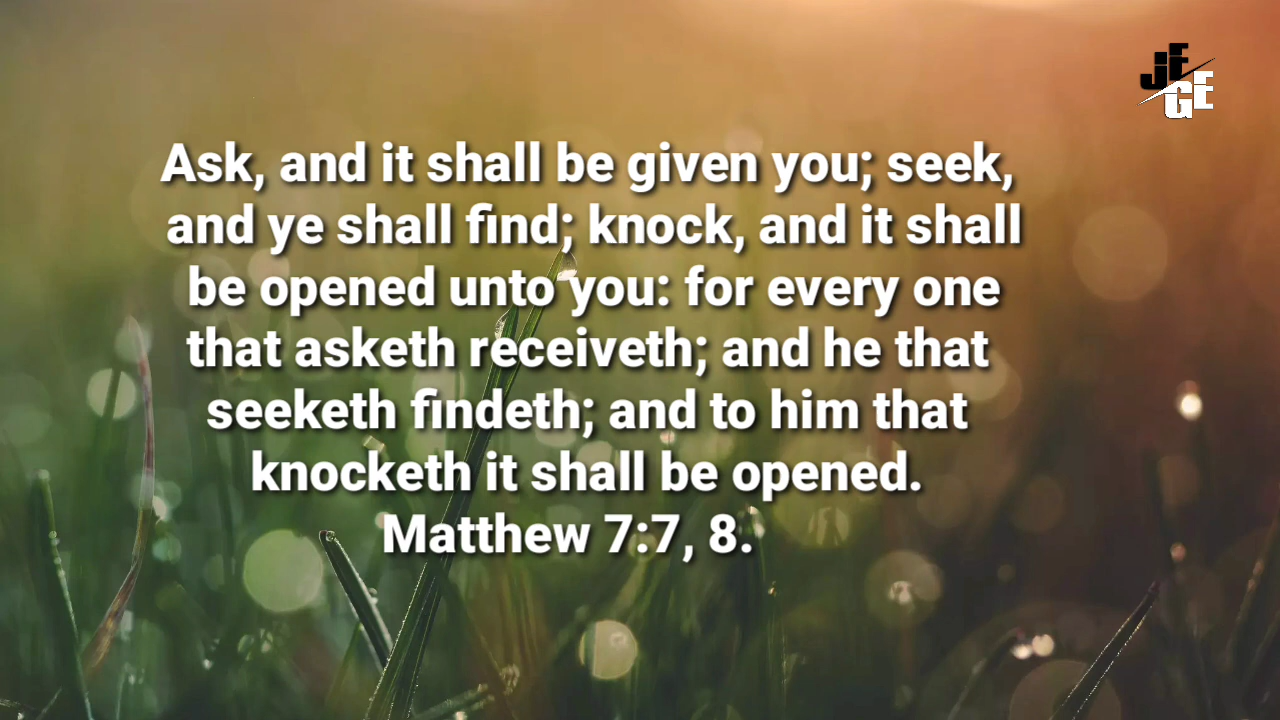 JEF
GFE
Ask, and it shall be given you; seek,
and ye shall find; knock, and it shall
be opened unto you: for every one
that asketh receiveth; and he that
seeketh findeth; and to him that
knocketh it shall be opened.
Matthew 7:7, 8.